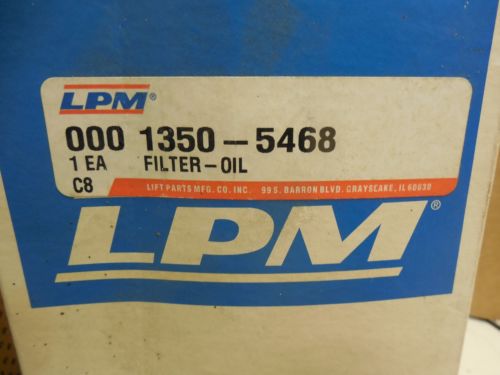 LPM®
000 1350-5468
1 EA FILTER-OIL
C8 LIFT PARTS MFG. CO. INC. 99 S. BARRON BLVD. GRAYSLAKE, IL 60030
LPM®